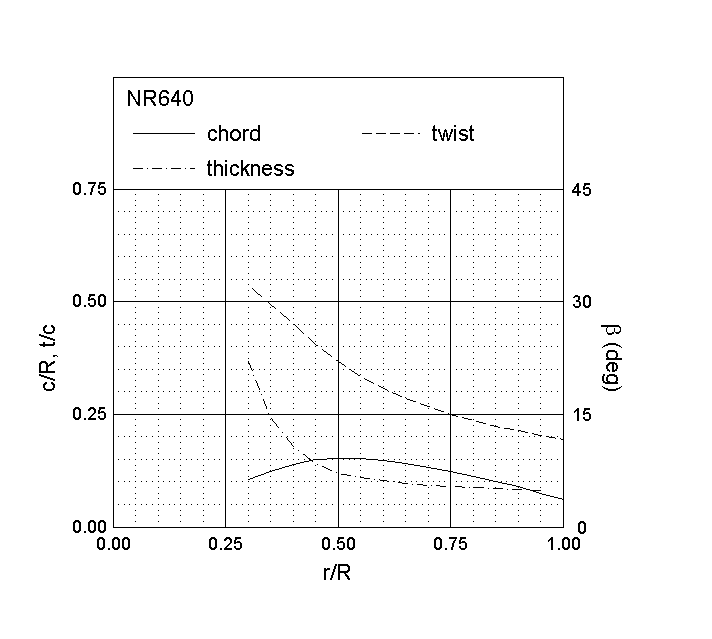 NR640
chord twist
thickness
0.75 45
0.50 30
c/R, t/c
β (deg)
0.25 15
0.00 0
0.00 0.25 0.50 0.75 1.00
r/R